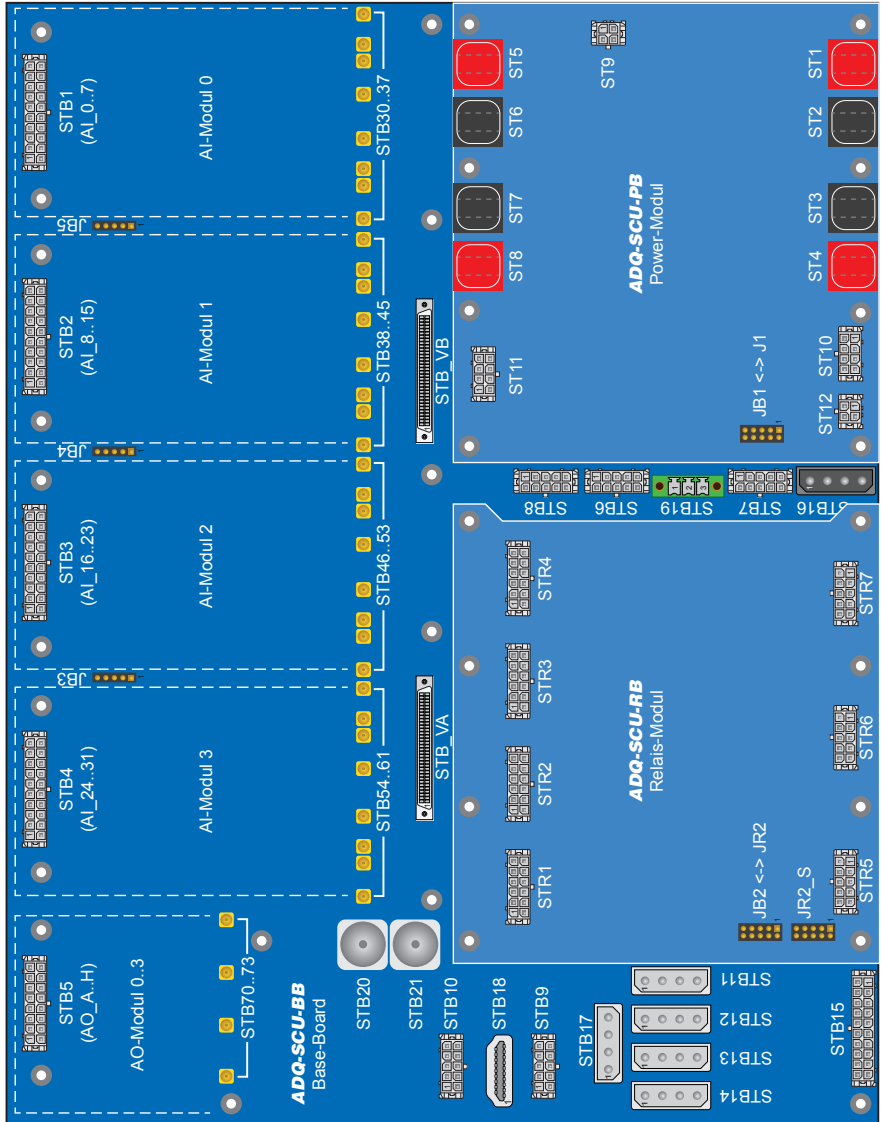 STB1
(AI_0..7)
AI-Modul 0
STB30..37
JB5
STB2
(AI_8..15)
AI-Modul 1
STB38..45
JB4
STB3
(AI_16..23)
AI-Modul 2
STB46..53
JB3
STB4
(AI_24..31)
AI-Modul 3
STB54..61
STB5
(AO_A..H)
AO-Modul 0..3
STB70..73
ADQ-SCU-BB
Base-Board
STB_VB
STB_VA
STB20
STB21
STB10
STB18
STB9
STB17
STB11
STB12
STB13
STB14
STB15
ST5
ST6
ST7
ST8
ST9
ST1
ST2
ST3
ST4
ADQ-SCU-PB
Power-Modul
ST11
ST10
ST12
JB1 <-> J1
STB8
STB6
STB19
1
2
3
STB7
STB16
STR4
STR3
STR2
STR1
ADQ-SCU-RB
Relais-Modul
STR7
STR6
STR5
JB2 <-> JR2
JR2_S